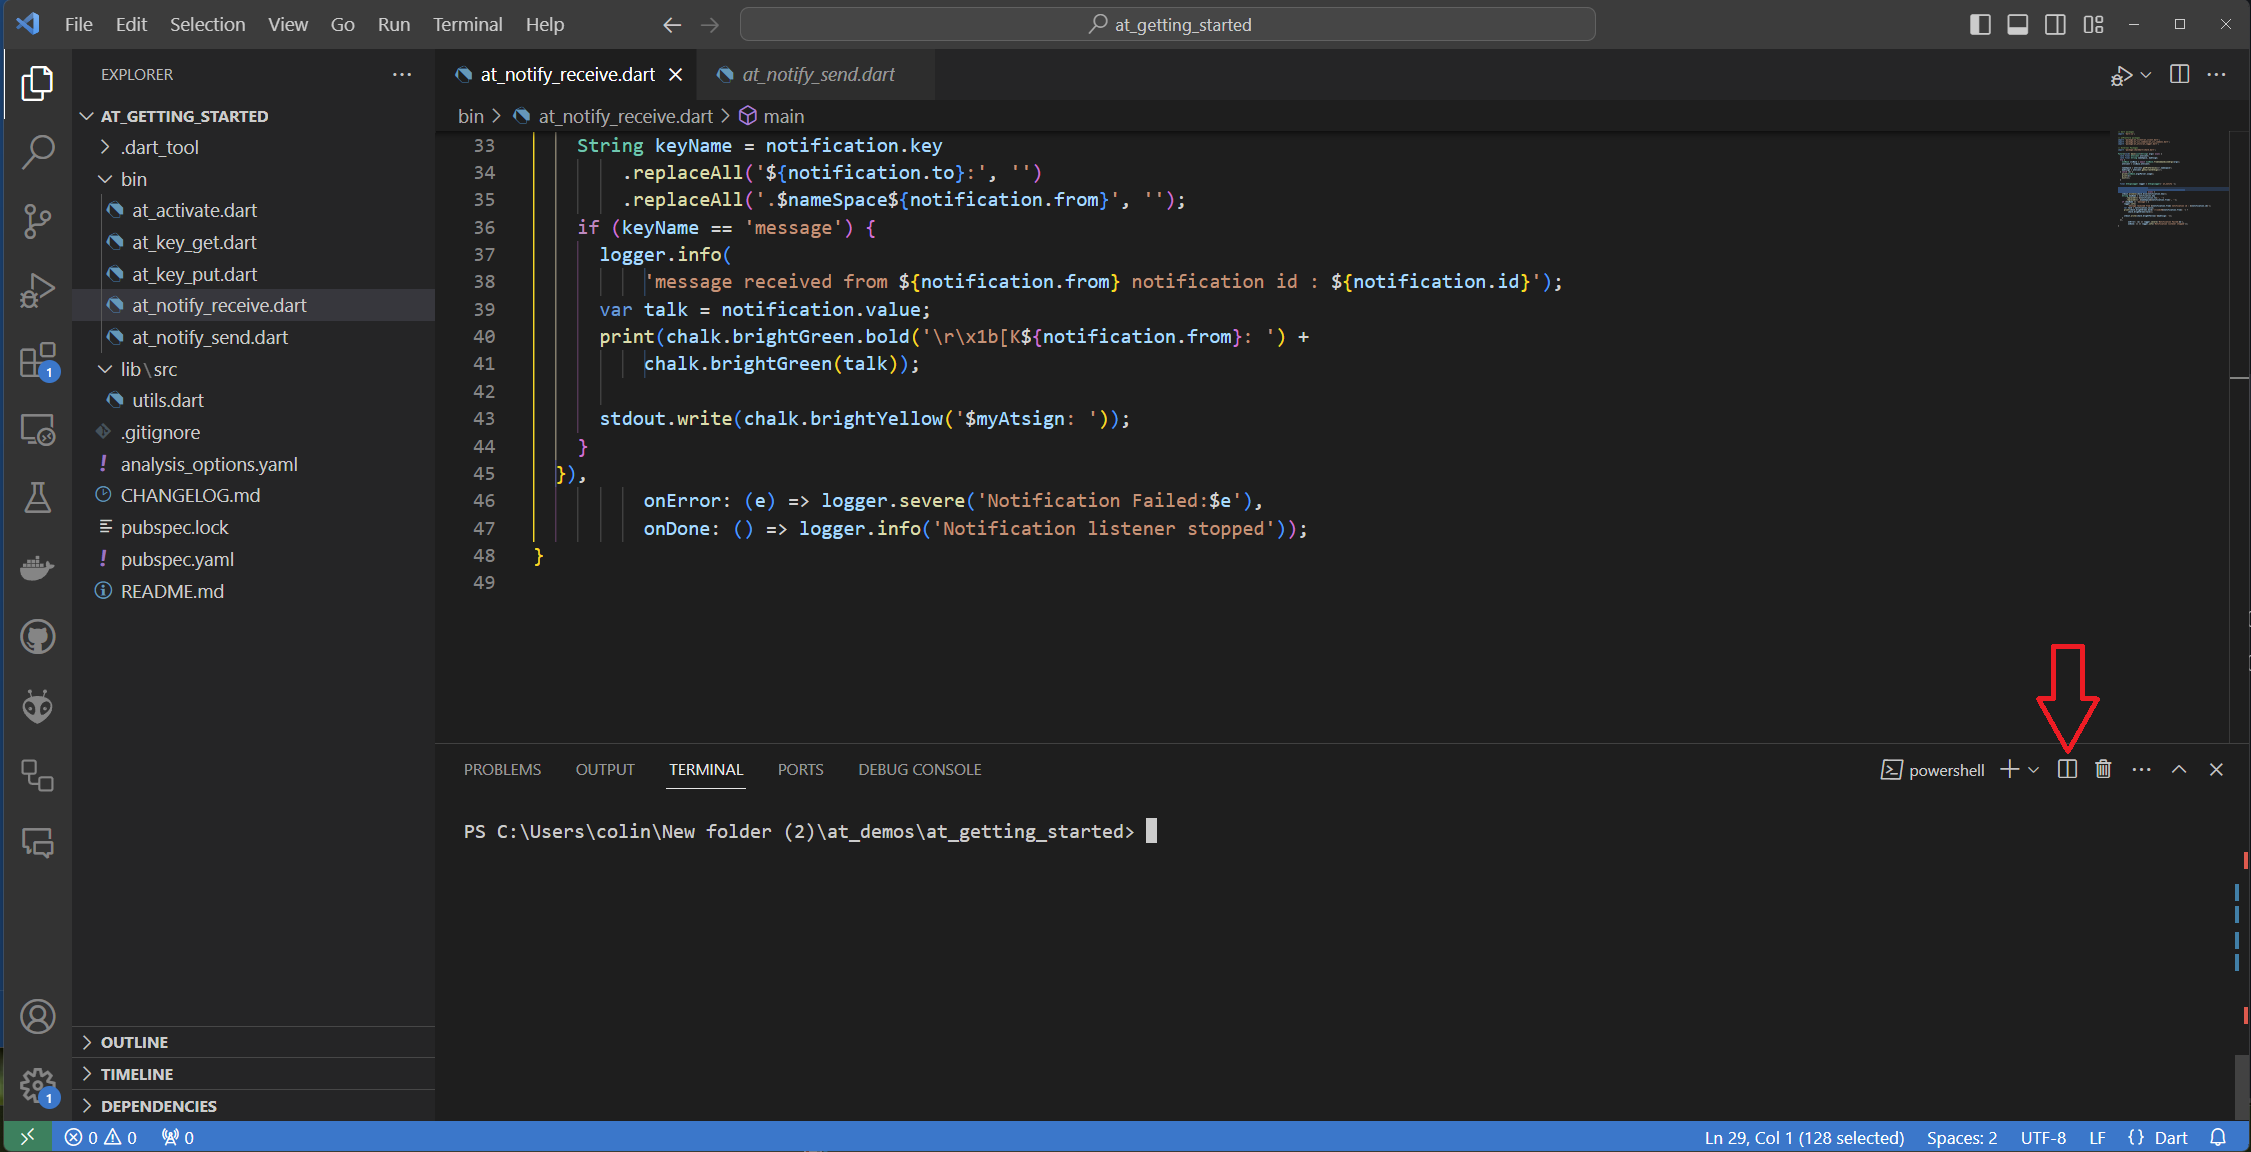 File Edit Selection View Go Run Terminal Help
at_getting_started
EXPLORER
AT_GETTING_STARTED
.dart_tool
bin
at_activate.dart
at_key_get.dart
at_key_put.dart
at_notify_receive.dart
at_notify_send.dart
lib\src
utils.dart
.gitignore
analysis_options.yaml
CHANGELOG.md
pubspec.lock
pubspec.yaml
README.md
OUTLINE
TIMELINE
DEPENDENCIES
1
1
at_notify_receive.dart at_notify_send.dart
bin > at_notify_receive.dart > main
33 String keyName = notification.key
34 .replaceAll('${notification.to}:', '')
35 .replaceAll('.$nameSpace${notification.from}', '');
36 if (keyName == 'message') {
37 logger.info(
38 'message received from ${notification.from} notification id : ${notification.id}');
39 var talk = notification.value;
40 print(chalk.brightGreen.bold('\r\x1b[K${notification.from}: ') +
41 chalk.brightGreen(talk));
42
43 stdout.write(chalk.brightYellow('$myAtsign: '));
44 }
45 }),
46 onError: (e) => logger.severe('Notification Failed:$e'),
47 onDone: () => logger.info('Notification listener stopped'));
48 }
49
PROBLEMS OUTPUT TERMINAL PORTS DEBUG CONSOLE
powershell
PS C:\Users\colin\New folder (2)\at_demos\at_getting_started>
0 0 0
Ln 29, Col 1 (128 selected) Spaces: 2 UTF-8 LF {} Dart